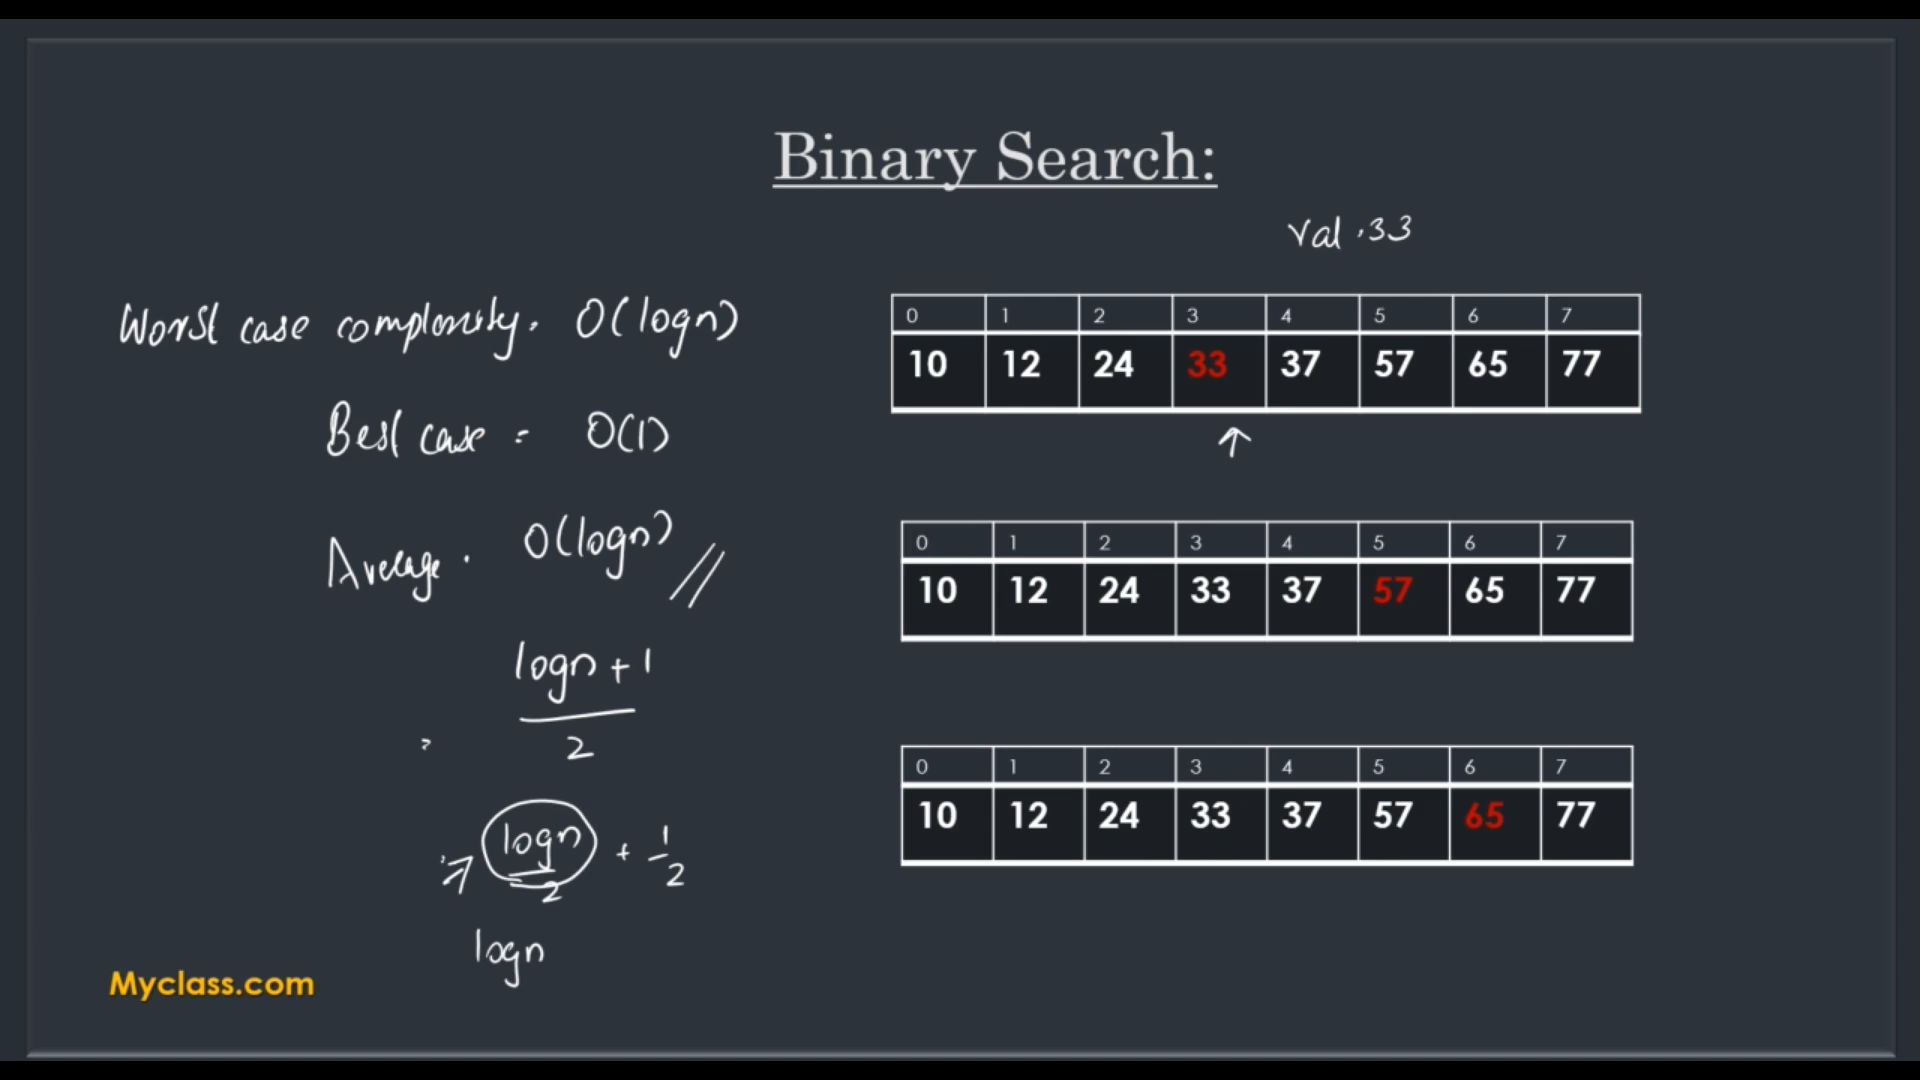 Binary Search:
Val . 33
Worst case complexity. O(logn)
Best case = O(1)
Average. O(logn) //
logn + 1
= 2
logn + 1
2 2
logn
0 1 2 3 4 5 6 7
10 12 24 33 37 57 65 77
0 1 2 3 4 5 6 7
10 12 24 33 37 57 65 77
0 1 2 3 4 5 6 7
10 12 24 33 37 57 65 77
Myclass.com